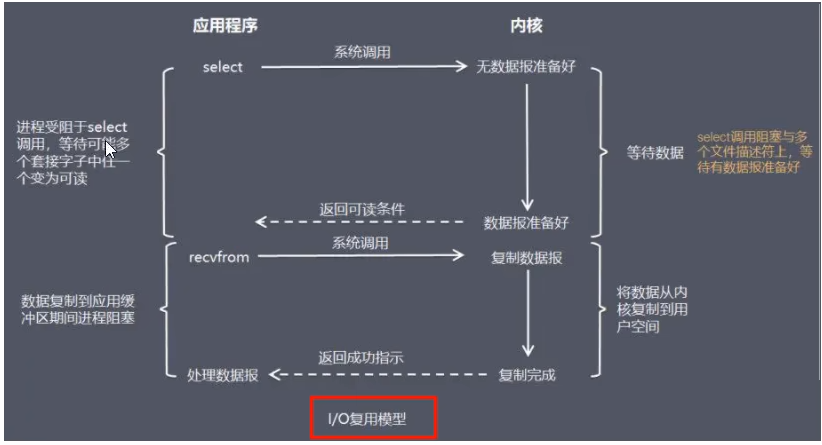 应用程序
内核
系统调用
select
无数据报准备好
进程受阻于select
调用，等待可能多
个套接字子中任一
个变为可读
等待数据
select调用阻塞与多
个文件描述符上，等
待有数据报准备好
返回可读条件
数据报准备好
系统调用
recvfrom
复制数据报
数据复制到应用缓
冲区期间进程阻塞
将数据从内
核复制到用
户空间
返回成功指示
处理数据报
复制完成
I/O复用模型